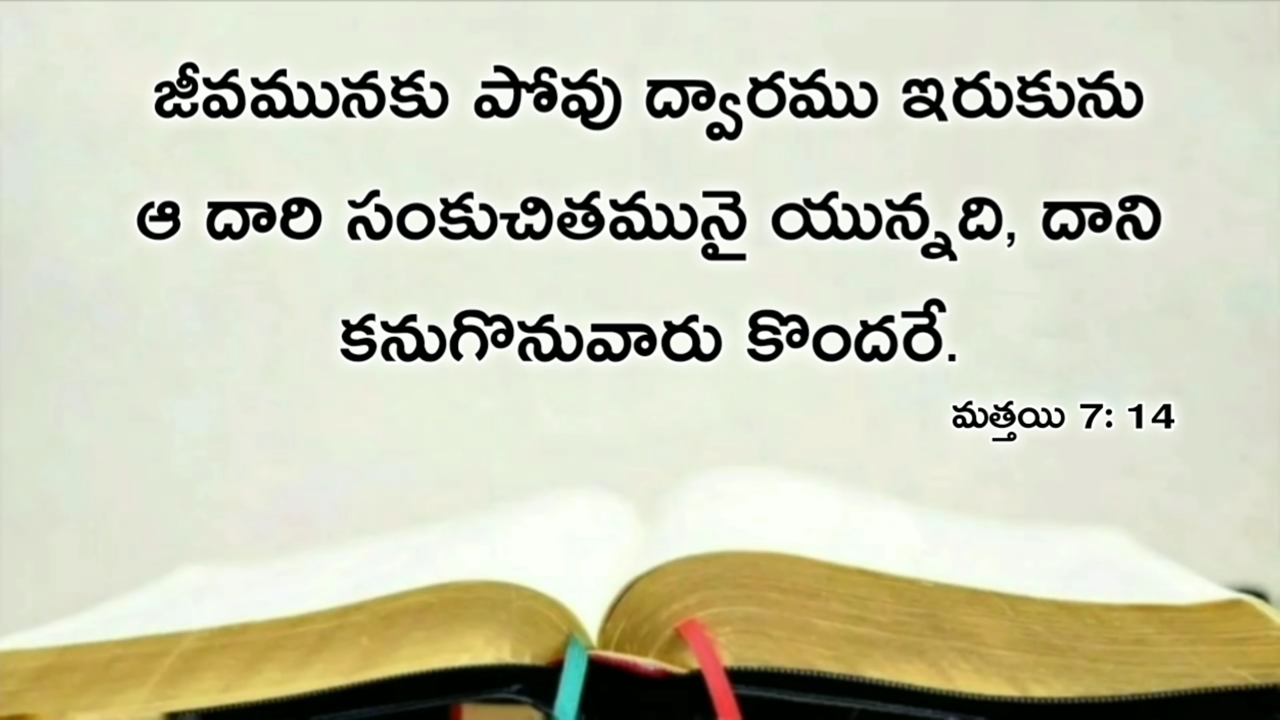 జీవమునకు పోవు ద్వారము ఇరుకును
ఆ దారి సంకుచితమునై యున్నది, దాని
కనుగొనువారు కొందరే.
మత్తయి 7: 14